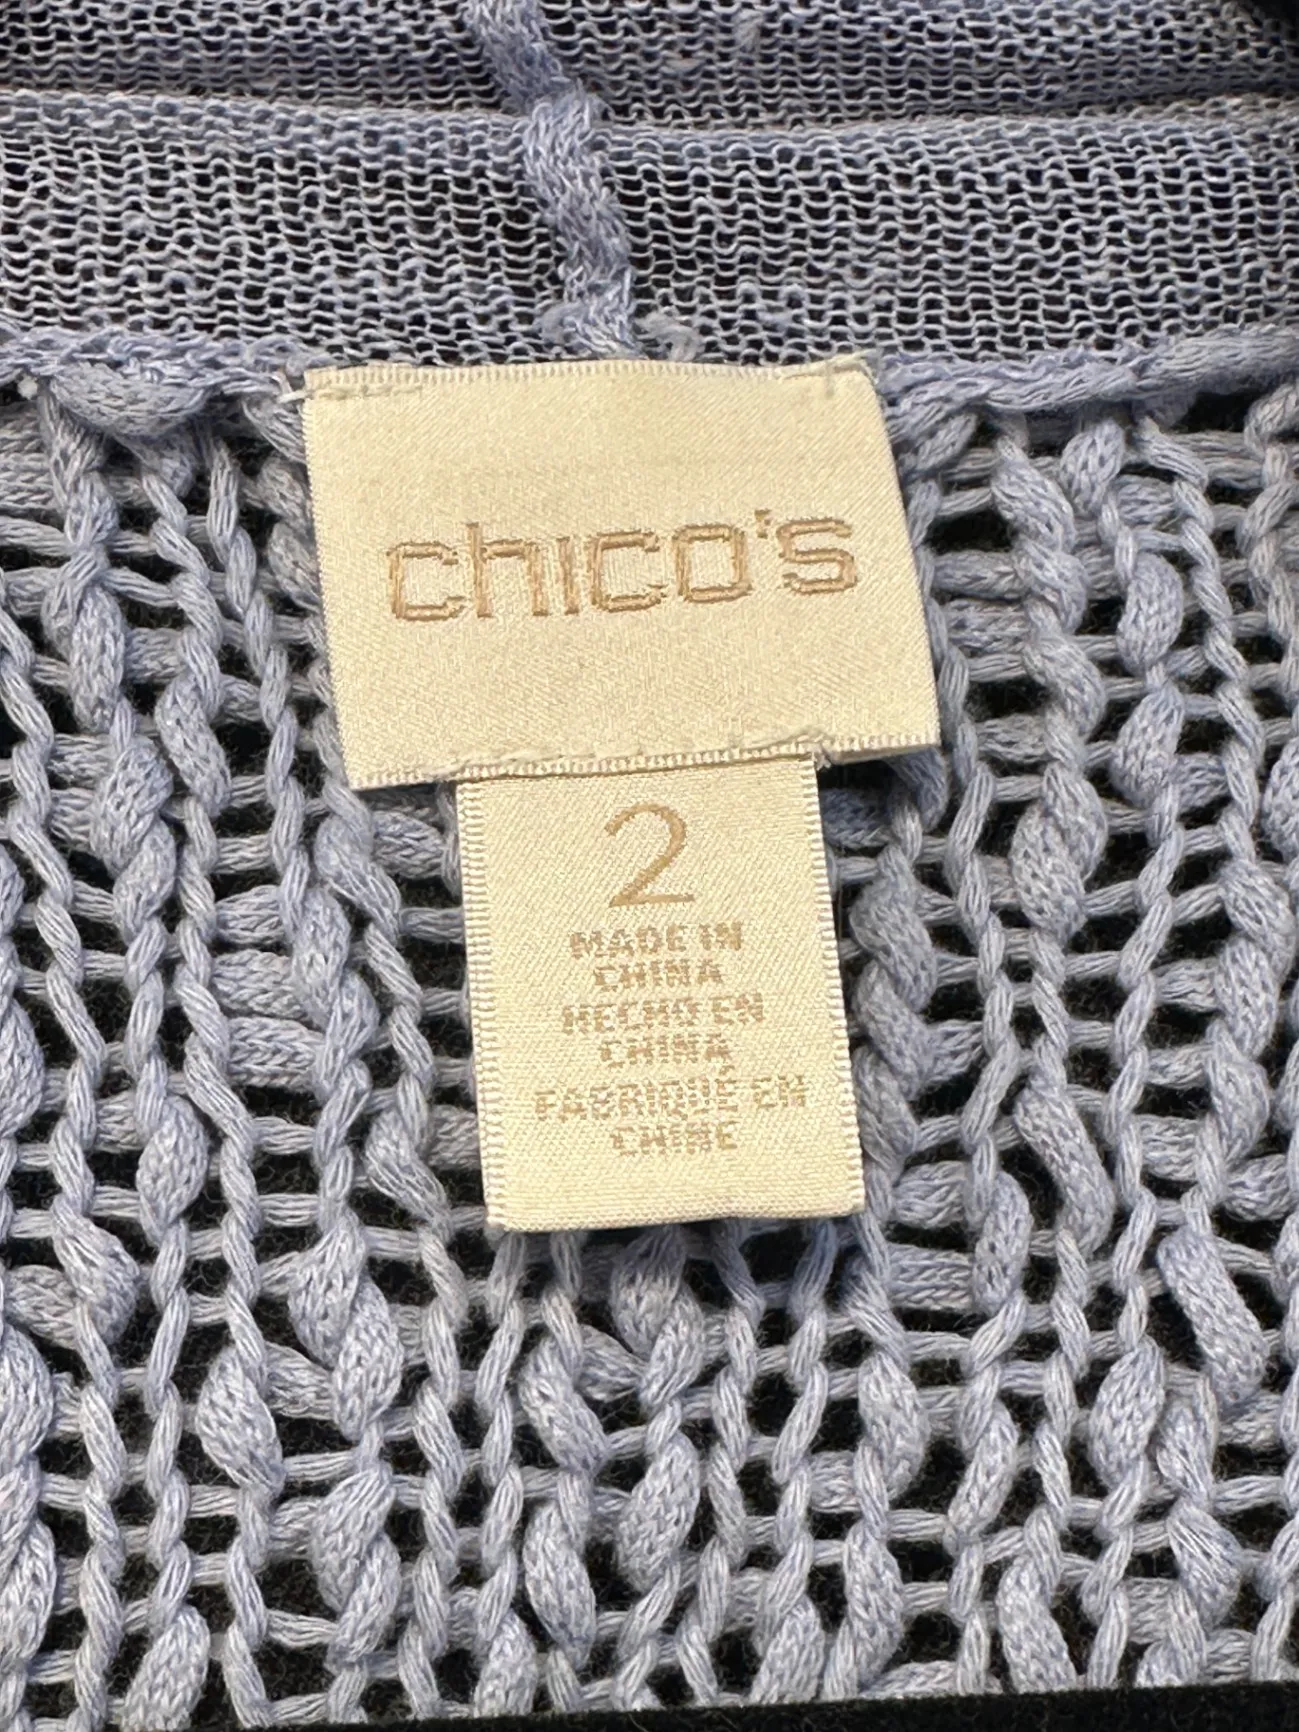 chico's
2
MADE IN
CHINA
HECHO EN
CHINA
FABRIQUÉ EN
CHINE